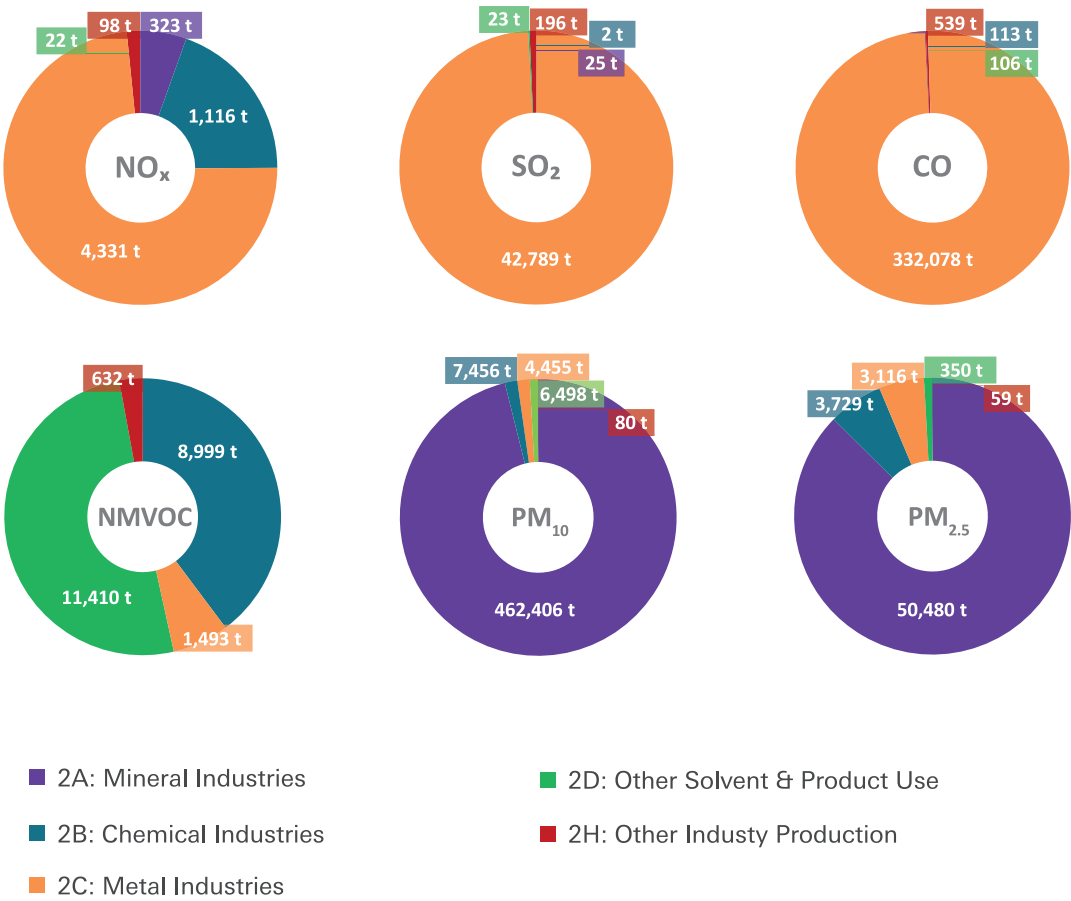 98 t 323 t
22 t
1,116 t
NOₓ
4,331 t
23 t 196 t
2 t
25 t
SO₂
42,789 t
539 t 113 t
106 t
CO
332,078 t
632 t
8,999 t
NMVOC
11,410 t
1,493 t
7,456 t 4,455 t
6,498 t
80 t
PM₁₀
462,406 t
3,116 t 350 t
3,729 t 59 t
PM₂.₅
50,480 t
2A: Mineral Industries
2B: Chemical Industries
2C: Metal Industries
2D: Other Solvent & Product Use
2H: Other Industy Production